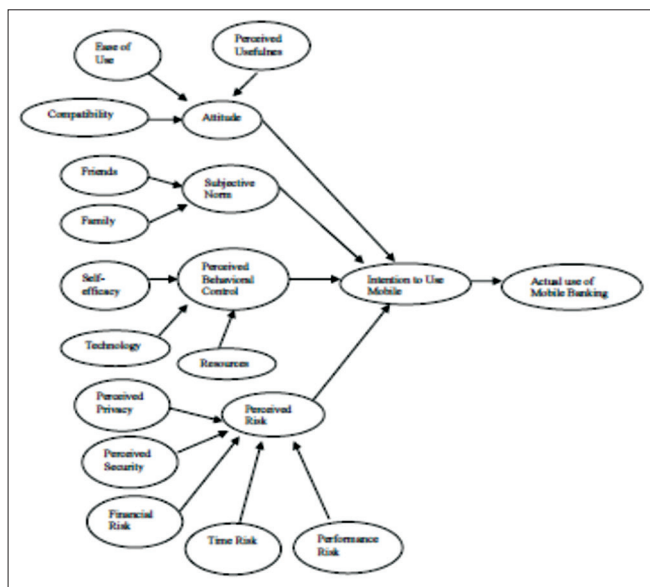 Ease of
Use
Perceived
Usefulnes
Compatibility
Attitude
Friends
Subjective
Norm
Family
Self-
efficacy
Perceived
Behavioral
Control
Intention to Use
Mobile
Actual use of
Mobile Banking
Technology
Resources
Perceived
Privacy
Perceived
Risk
Perceived
Security
Financial
Risk
Time Risk
Performance
Risk